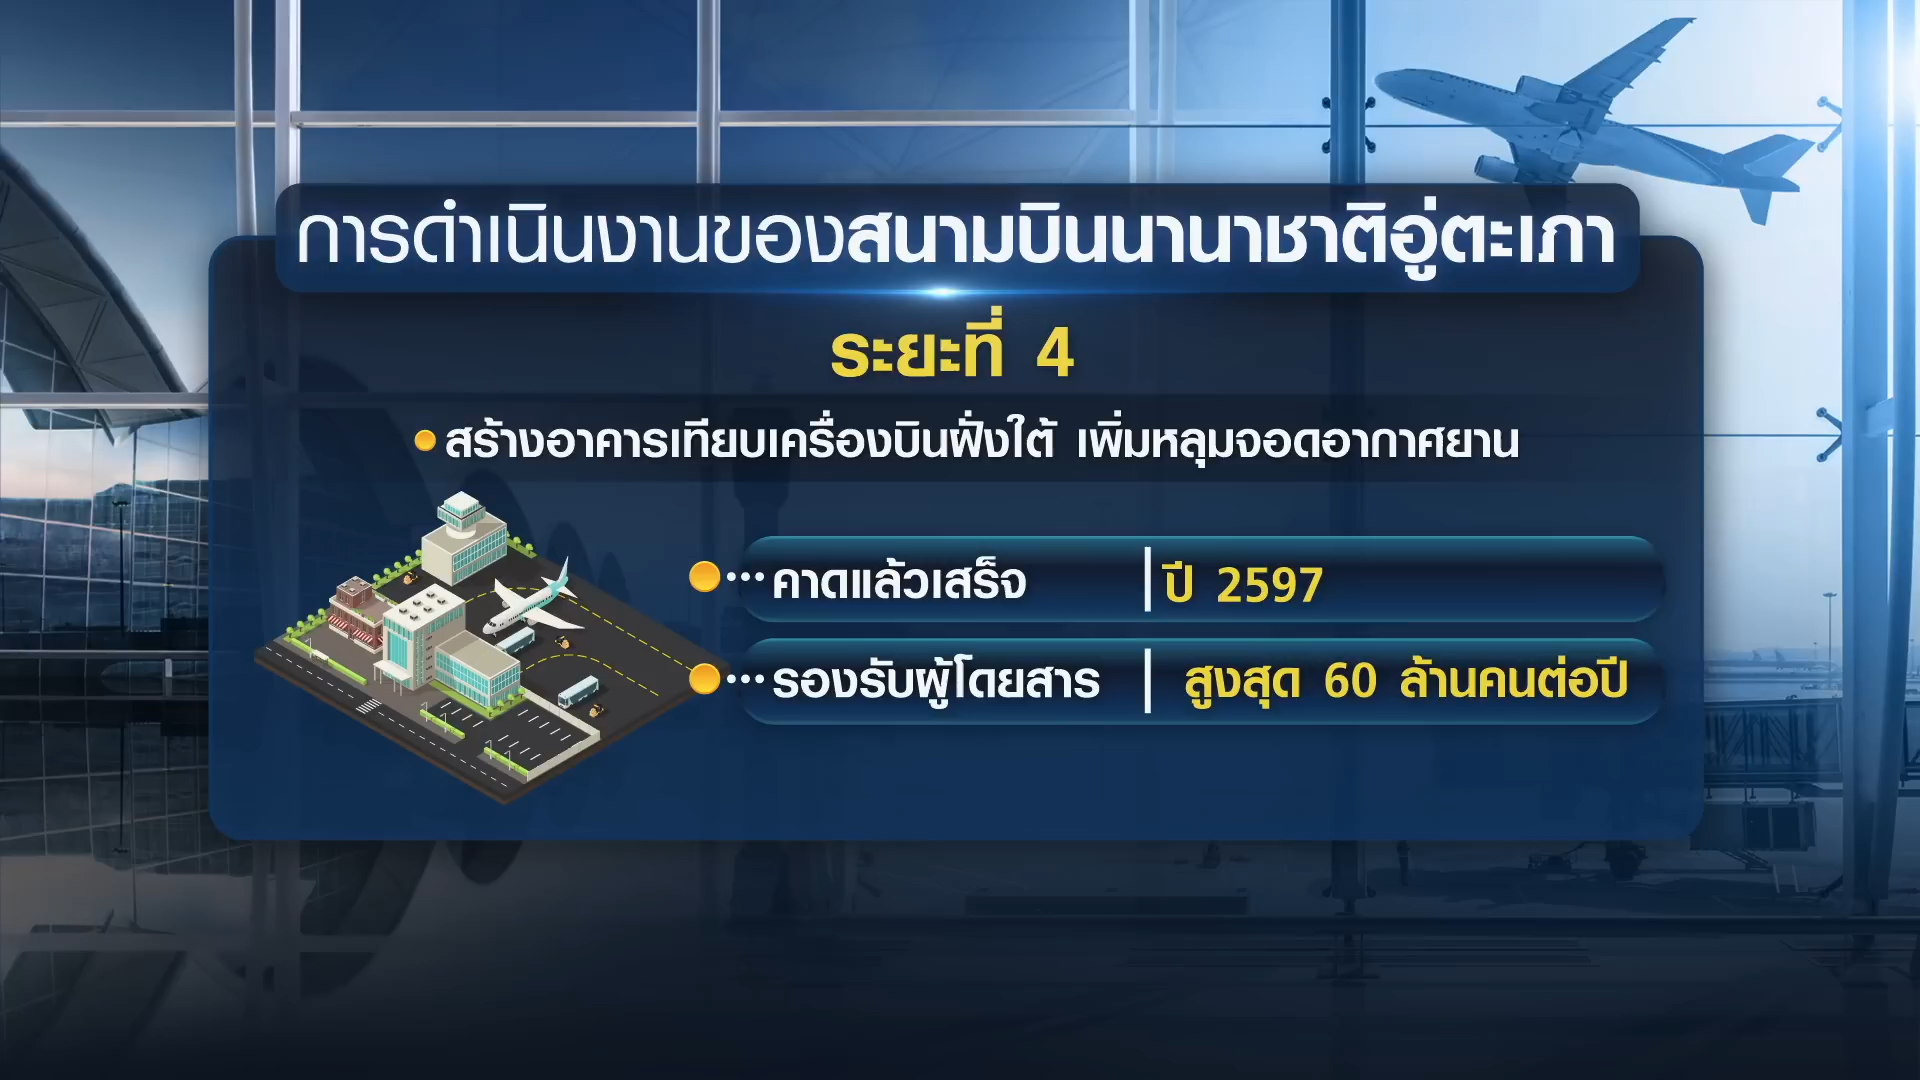 การดำเนินงานของสนามบินนานาชาติอู่ตะเภา
ระยะที่ 4
สร้างอาคารเทียบเครื่องบินฝั่งใต้ เพิ่มหลุมจอดอากาศยาน
คาดแล้วเสร็จ ปี 2597
รองรับผู้โดยสาร สูงสุด 60 ล้านคนต่อปี